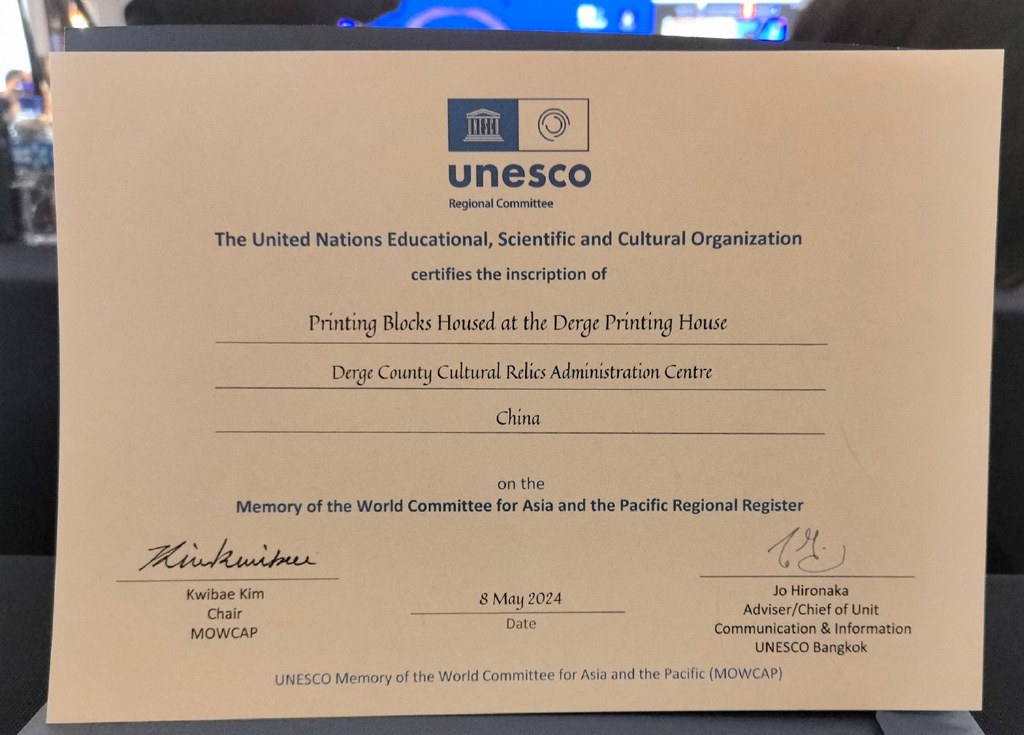 unesco
Regional Committee
The United Nations Educational, Scientific and Cultural Organization
certifies the inscription of
Printing Blocks Housed at the Derge Printing House
Derge County Cultural Relics Administration Centre
China
on the
Memory of the World Committee for Asia and the Pacific Regional Register
Kwibae Kim
Chair
MOWCAP
8 May 2024
Date
Jo Hironaka
Adviser/Chief of Unit
Communication & Information
UNESCO Bangkok
UNESCO Memory of the World Committee for Asia and the Pacific (MOWCAP)